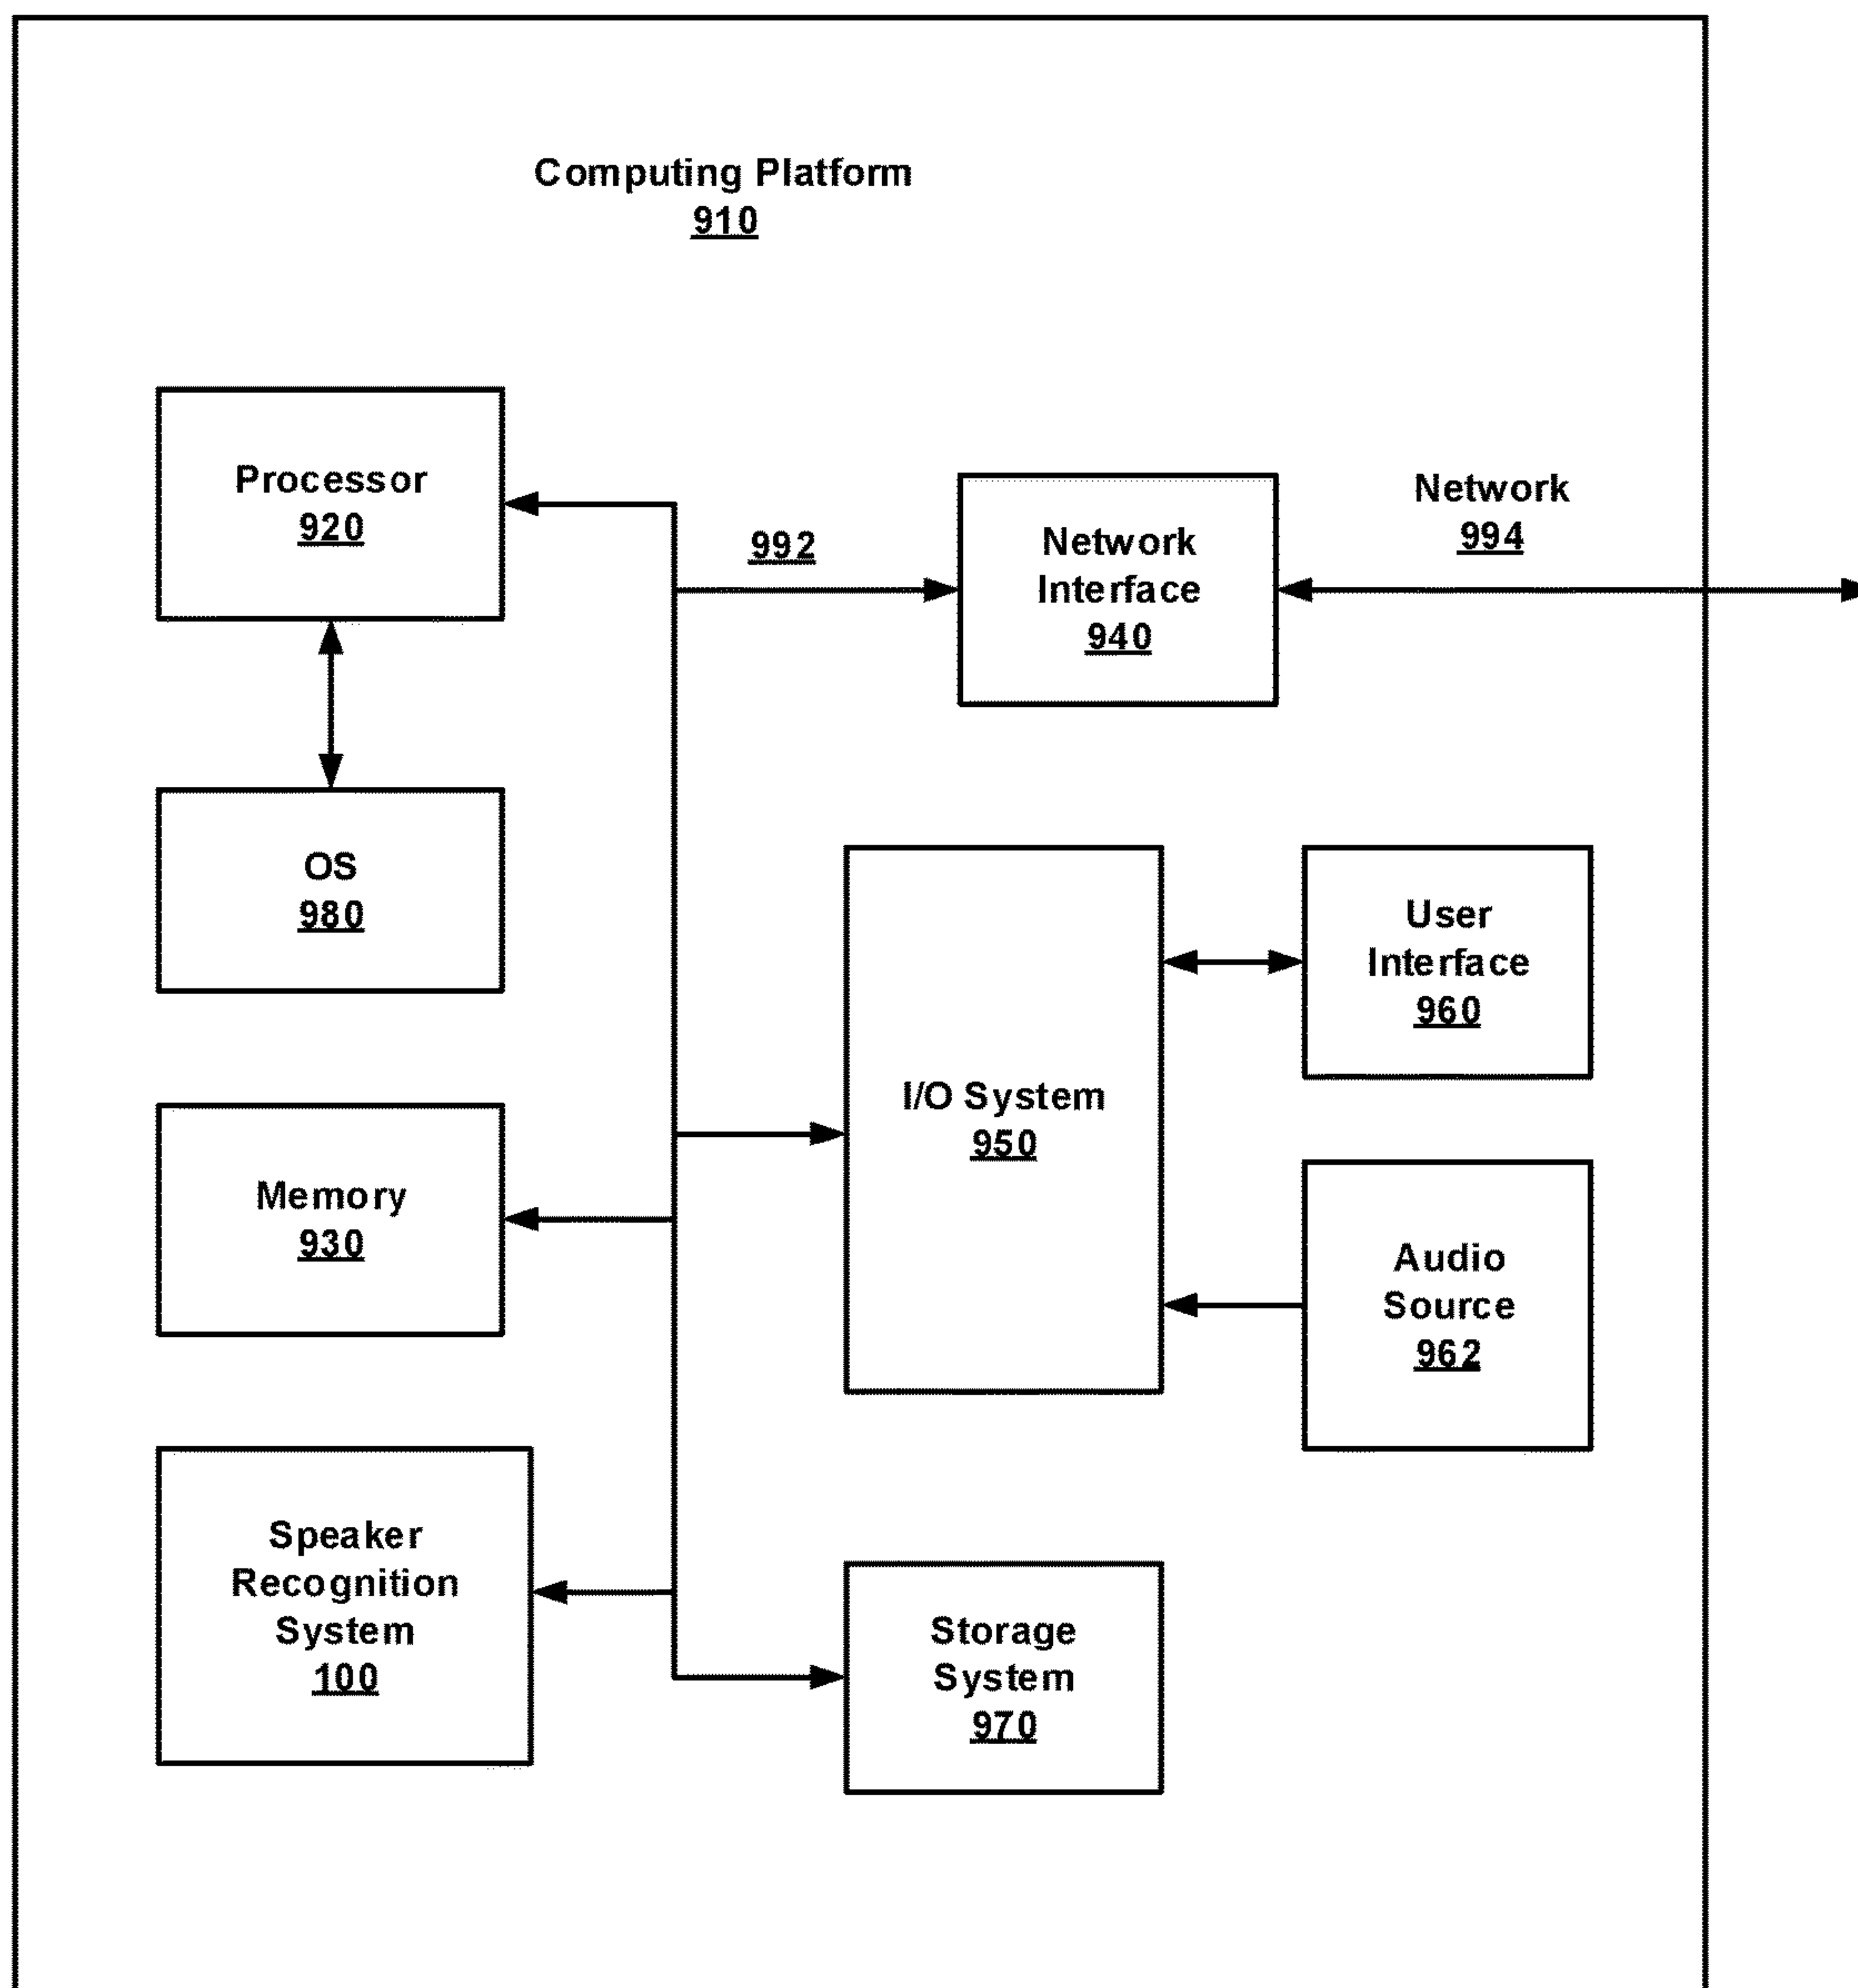 Computing Platform
910
Processor
920
992
Network
Interface
940
Network
994
OS
980
User
Interface
960
I/O System
950
Memory
930
Audio
Source
962
Speaker
Recognition
System
100
Storage
System
970